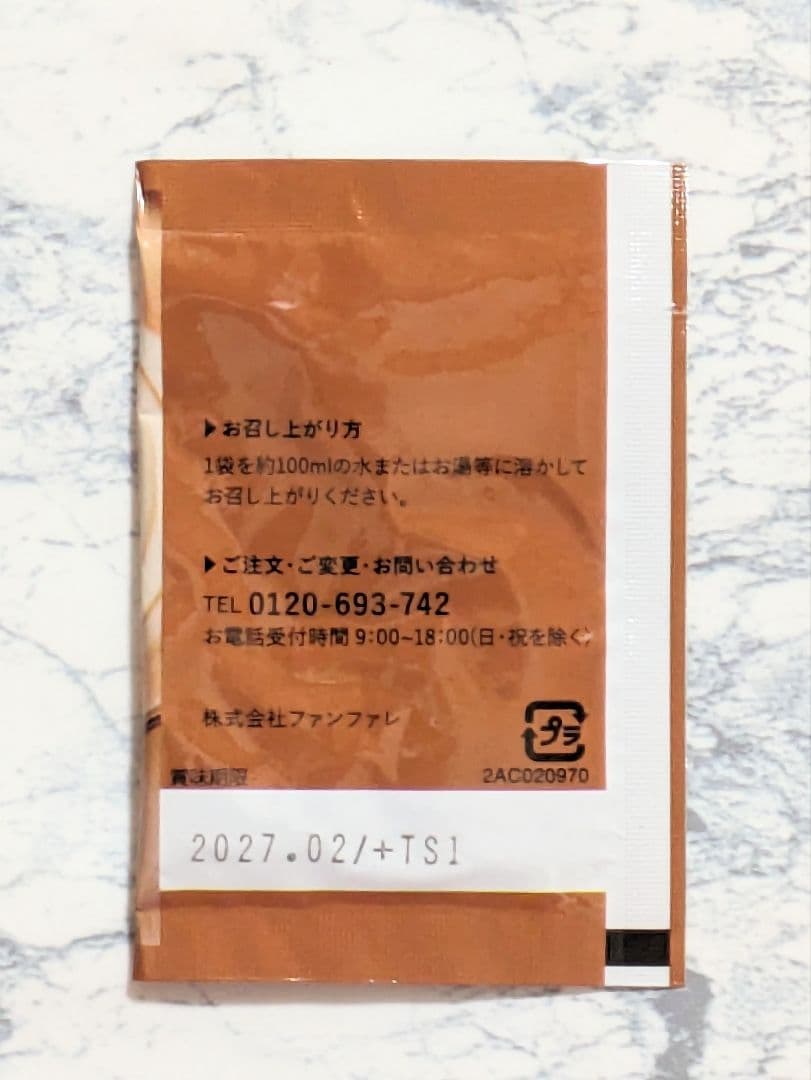 ▶お召し上がり方
1袋を約100mlの水またはお湯等に溶かして
お召し上がりください。
▶ご注文・ご変更・お問い合わせ
TEL 0120-693-742
お電話受付時間 9:00~18:00(日・祝を除く)
株式会社ファンファレ
プラ
賞味期限
2AC020970
2027.02/+TS1